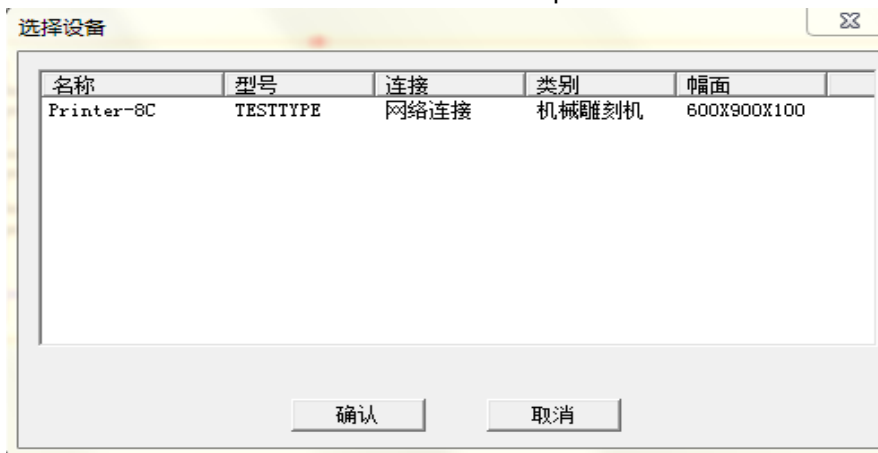 选择设备
名称 型号 连接 类别 幅面
Printer-8C TESTTYPE 网络连接 机械雕刻机 600X900X100
确认 取消